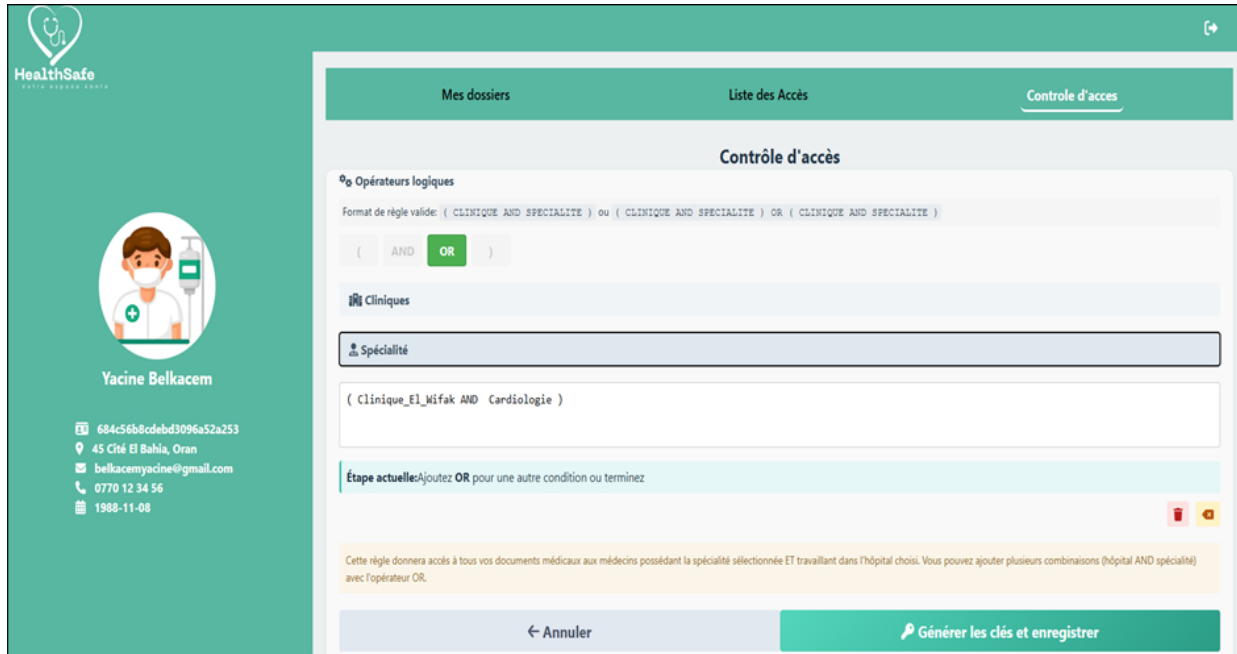 HealthSafe
Votre espace santé
Mes dossiers
Liste des Accès
Controle d'acces
Contrôle d'accès
Opérateurs logiques
Format de règle valide: ( CLINIQUE AND SPECIALITE ) ou ( CLINIQUE AND SPECIALITE ) OR ( CLINIQUE AND SPECIALITE )
( AND OR )
Cliniques
Spécialité
( Clinique_El_Wifak AND Cardiologie )
Étape actuelle:Ajoutez OR pour une autre condition ou terminez
Cette règle donnera accès à tous vos documents médicaux aux médecins possédant la spécialité sélectionnée ET travaillant dans l'hôpital choisi. Vous pouvez ajouter plusieurs combinaisons (hôpital AND spécialité)
avec l'opérateur OR.
← Annuler
Générer les clés et enregistrer
Yacine Belkacem
684c56b8cdebd3096a52a253
45 Cité El Bahia, Oran
belkacemyacine@gmail.com
0770 12 34 56
1988-11-08